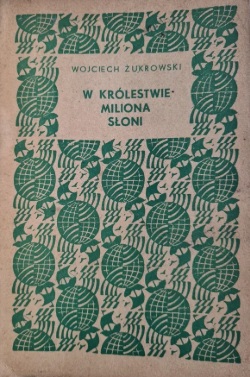 WOJCIECH ŻUKROWSKI
W KRÓLESTWIE-
MILIONA
SŁONI